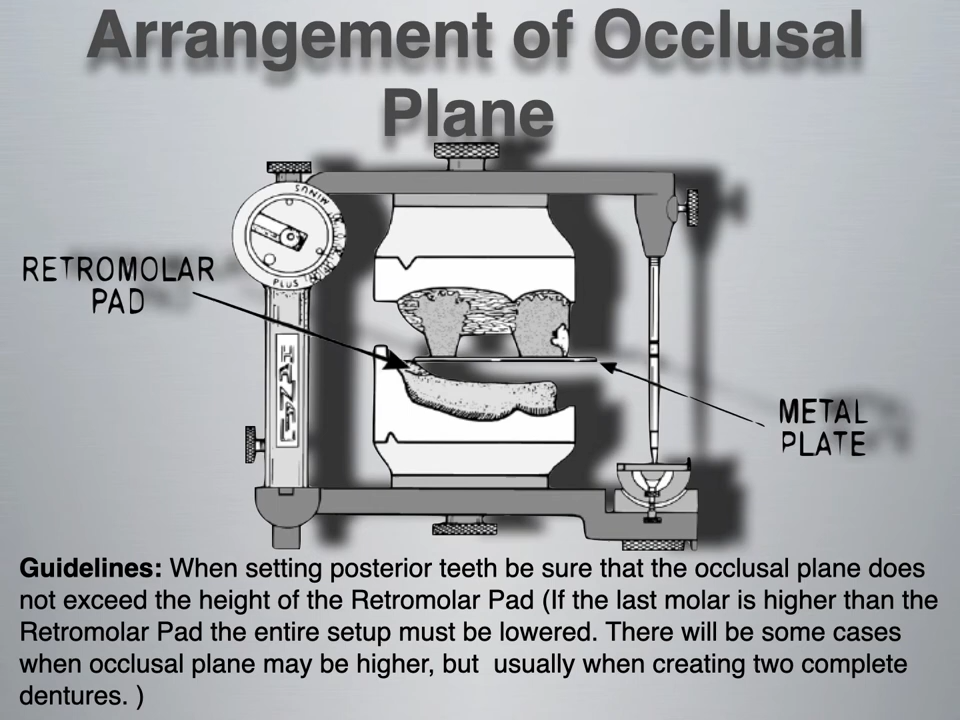 Arrangement of Occlusal
Plane
MINUS
RETROMOLAR
PAD
PLUS
HANAU
METAL
PLATE
Guidelines: When setting posterior teeth be sure that the occlusal plane does
not exceed the height of the Retromolar Pad (If the last molar is higher than the
Retromolar Pad the entire setup must be lowered. There will be some cases
when occlusal plane may be higher, but  usually when creating two complete
dentures. )